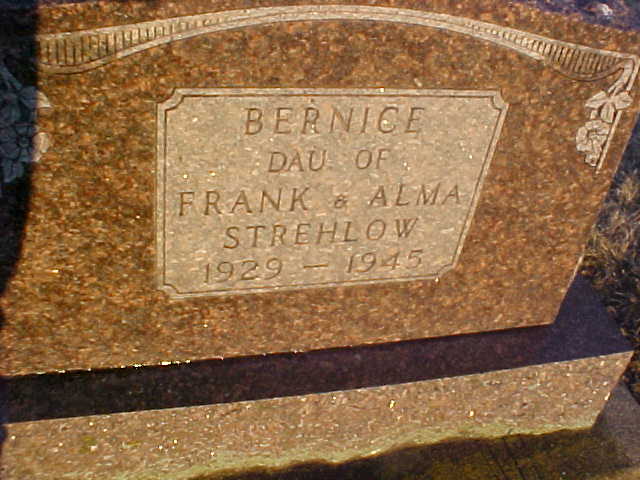 BERNICE
DAU OF
FRANK & ALMA
STREHLOW
1929 – 1945